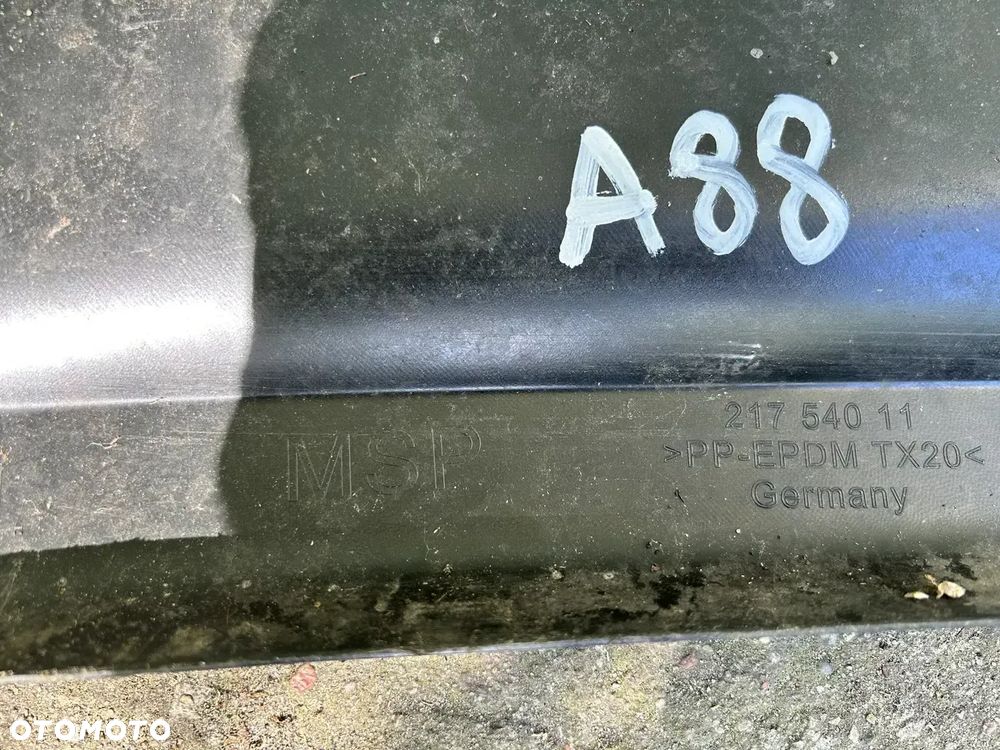 A88
217 540 11
MSP
>PP-EPDM TX20<
Germany
OTOMOTO